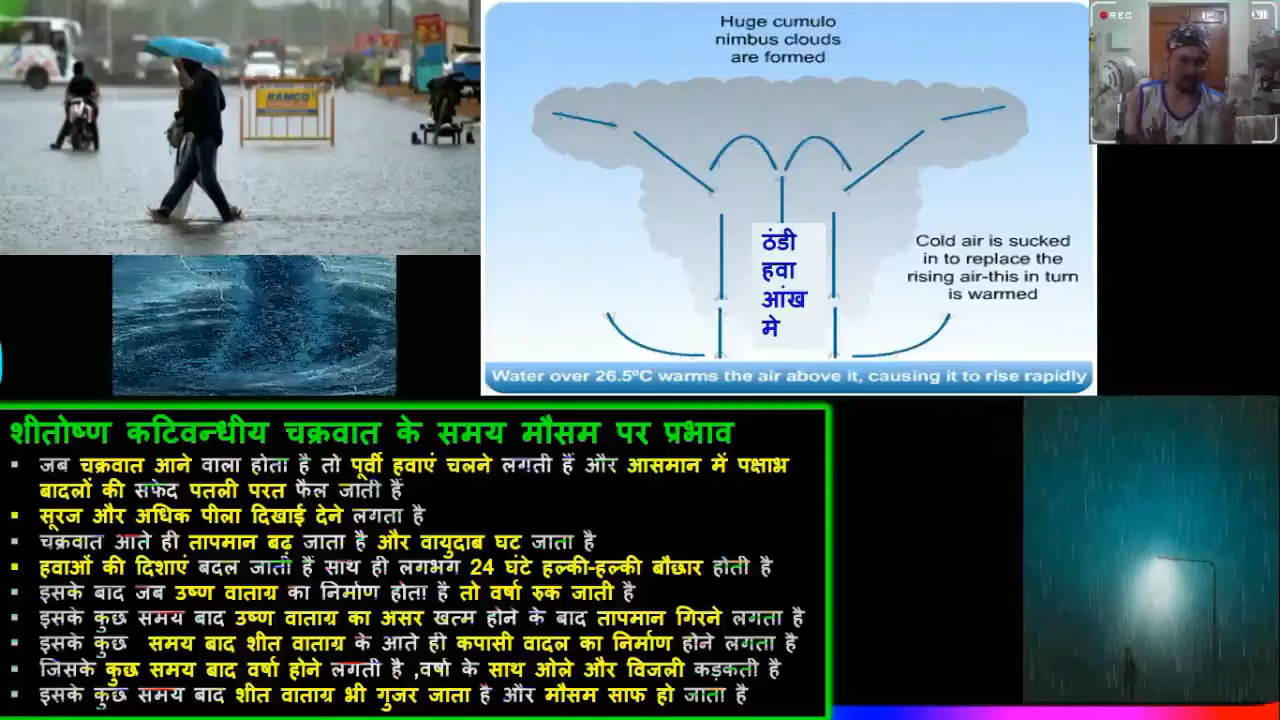 Huge cumulo
nimbus clouds
are formed
REC
RAMCO
ठंडी
हवा
आंख
मे
Cold air is sucked
in to replace the
rising air-this in turn
is warmed
Water over 26.5ºC warms the air above it, causing it to rise rapidly
शीतोष्ण कटिवन्धीय चक्रवात के समय मौसम पर प्रभाव
▪ जब चक्रवात आने वाला होता है तो पूर्वी हवाएं चलने लगती हैं और आसमान में पक्षाभ
बादलों की सफेद पतली परत फैल जाती हैं
▪ सूरज और अधिक पीला दिखाई देने लगता है
▪ चक्रवात आते ही तापमान बढ़ जाता है और वायुदाब घट जाता है
▪ हवाओं की दिशाएं बदल जाती हैं साथ ही लगभग 24 घंटे हल्की-हल्की बौछार होती है
▪ इसके बाद जब उष्ण वाताग्र का निर्माण होता है तो वर्षा रुक जाती है
▪ इसके कुछ समय बाद उष्ण वाताग्र का असर खत्म होने के बाद तापमान गिरने लगता है
▪ इसके कुछ समय बाद शीत वाताग्र के आते ही कपासी वादल का निर्माण होने लगता है
▪ जिसके कुछ समय बाद वर्षा होने लगती है ,वर्षा के साथ ओले और विजली कड़कती है
▪ इसके कुछ समय बाद शीत वाताग्र भी गुजर जाता है और मौसम साफ हो जाता है